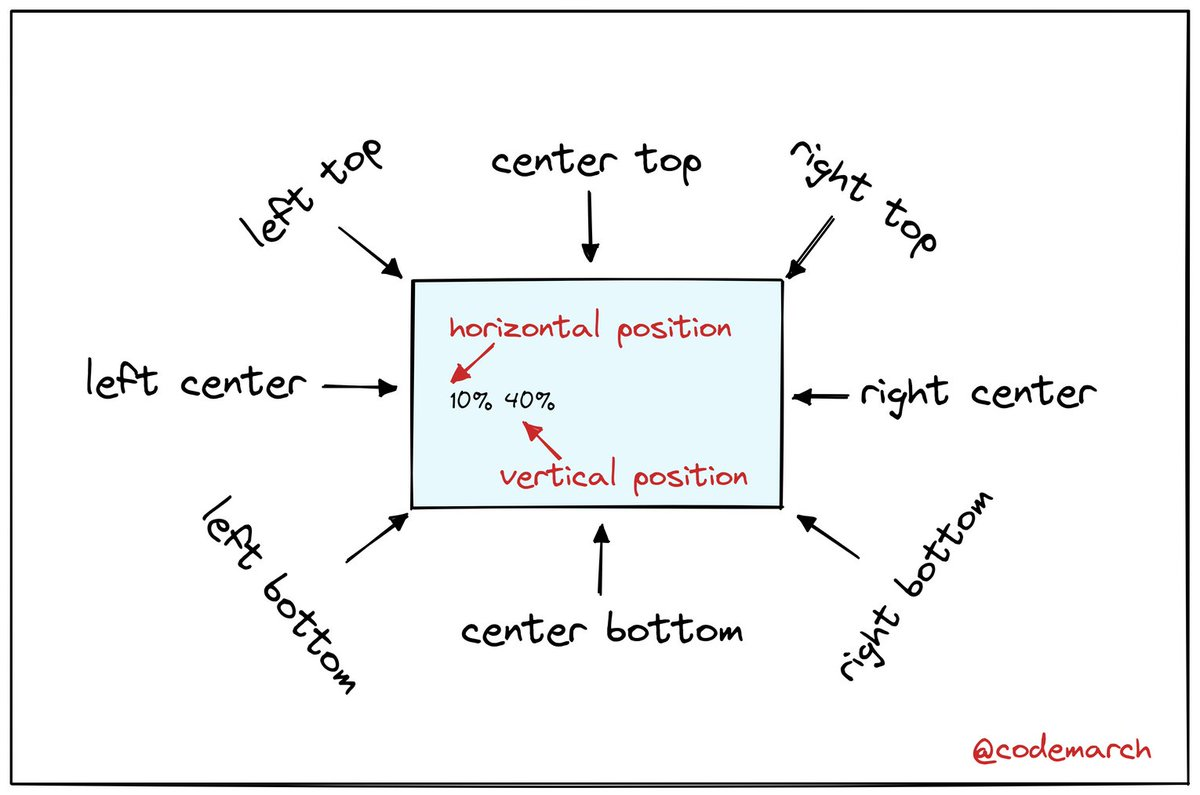 left top
center top
right top
horizontal position
left center
10% 40%
right center
vertical position
left bottom
center bottom
right bottom
@codemarch